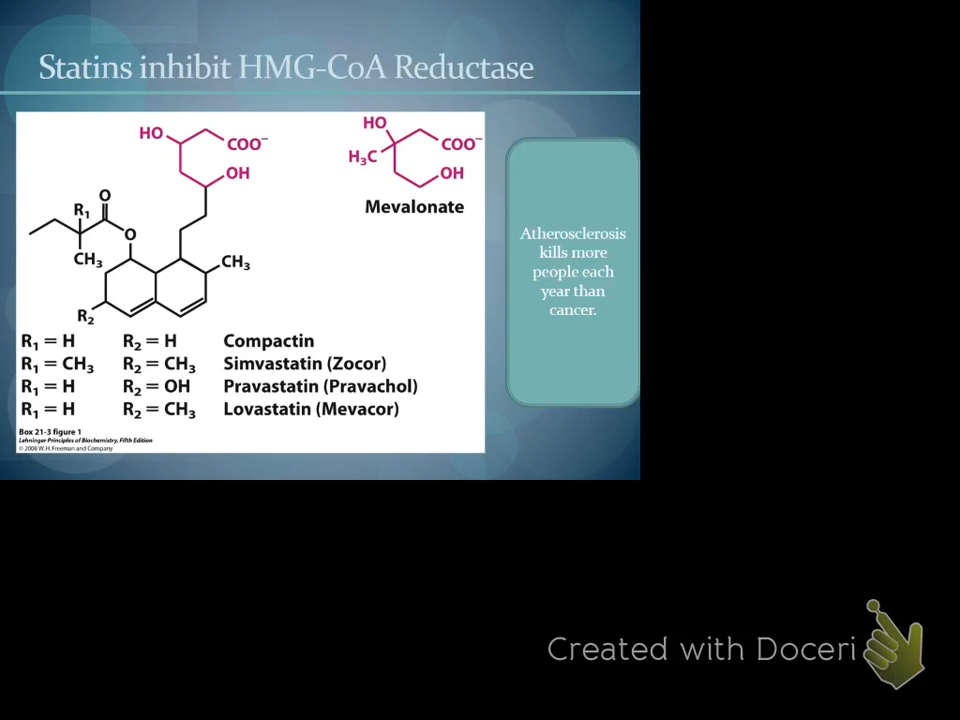 Statins inhibit HMG-CoA Reductase
HO
COO⁻
OH
O
R₁
O
CH₃
CH₃
R₂
HO
COO⁻
H₃C
OH
Mevalonate
R₁ = H R₂ = H Compactin
R₁ = CH₃ R₂ = CH₃ Simvastatin (Zocor)
R₁ = H R₂ = OH Pravastatin (Pravachol)
R₁ = H R₂ = CH₃ Lovastatin (Mevacor)
Box 21-3 figure 1
Lehninger Principles of Biochemistry, Fifth Edition
© 2008 W.H. Freeman and Company
Atherosclerosis
kills more
people each
year than
cancer.
Created with Doceri